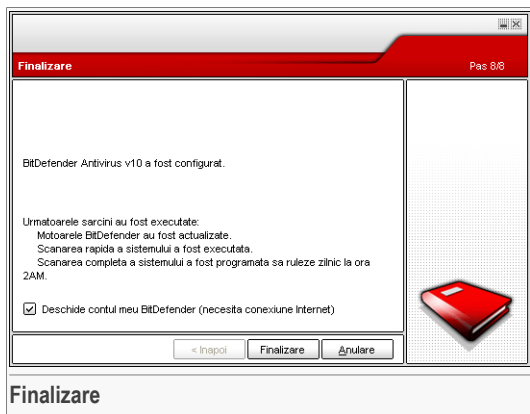 Finalizare
Pas 8/8
BitDefender Antivirus v10 a fost configurat.
Urmatoarele sarcini au fost executate:
Motoarele BitDefender au fost actualizate.
Scanarea rapida a sistemului a fost executata.
Scanarea completa a sistemului a fost programata sa ruleze zilnic la ora
2AM.
Deschide contul meu BitDefender (necesita conexiune Internet)
< Inapoi
Finalizare
Anulare
Finalizare